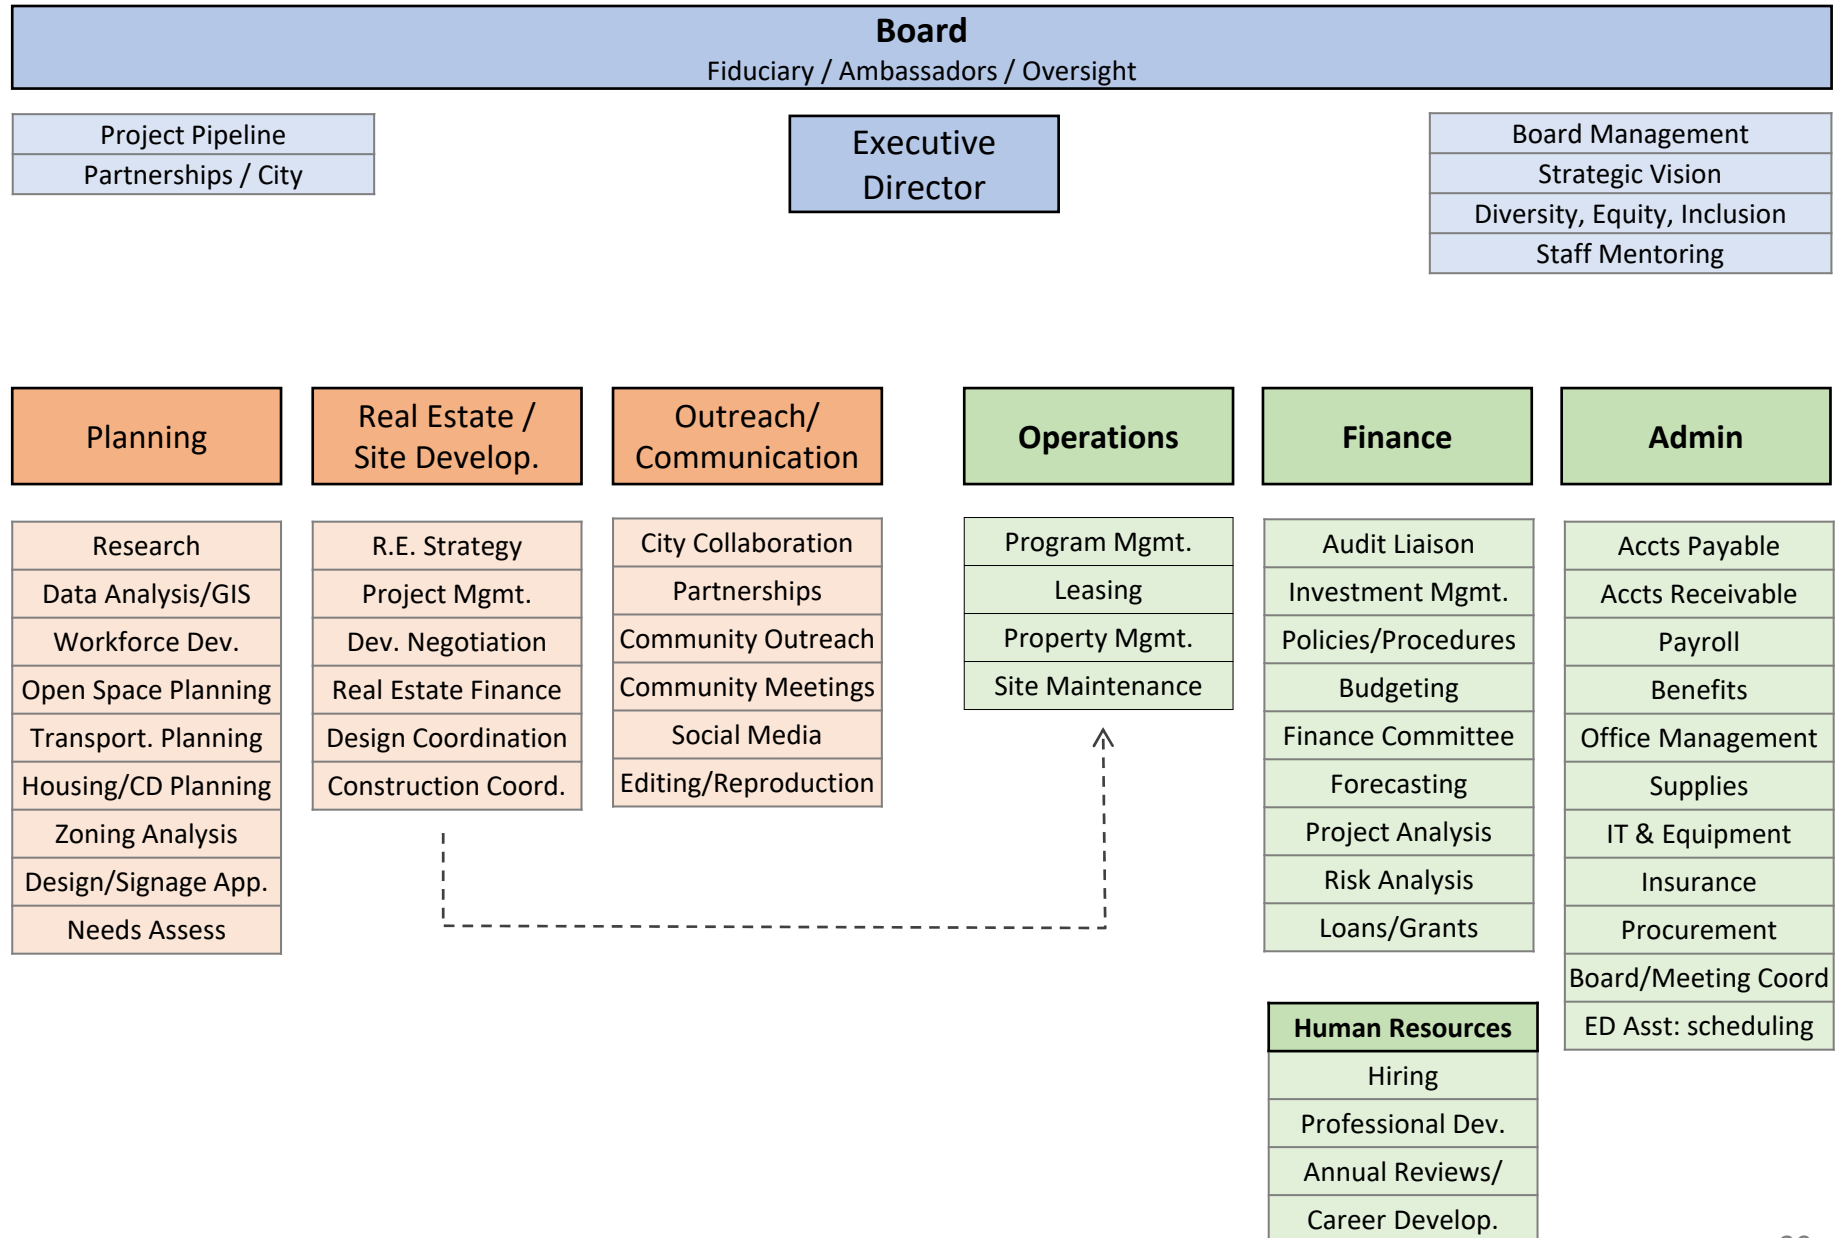 Board
Fiduciary / Ambassadors / Oversight
Project Pipeline
Partnerships / City
Executive
Director
Board Management
Strategic Vision
Diversity, Equity, Inclusion
Staff Mentoring
Planning
Research
Data Analysis/GIS
Workforce Dev.
Open Space Planning
Transport. Planning
Housing/CD Planning
Zoning Analysis
Design/Signage App.
Needs Assess
Real Estate /
Site Develop.
R.E. Strategy
Project Mgmt.
Dev. Negotiation
Real Estate Finance
Design Coordination
Construction Coord.
Outreach/
Communication
City Collaboration
Partnerships
Community Outreach
Community Meetings
Social Media
Editing/Reproduction
Operations
Program Mgmt.
Leasing
Property Mgmt.
Site Maintenance
Finance
Audit Liaison
Investment Mgmt.
Policies/Procedures
Budgeting
Finance Committee
Forecasting
Project Analysis
Risk Analysis
Loans/Grants
Human Resources
Hiring
Professional Dev.
Annual Reviews/
Career Develop.
Admin
Accts Payable
Accts Receivable
Payroll
Benefits
Office Management
Supplies
IT & Equipment
Insurance
Procurement
Board/Meeting Coord
ED Asst: scheduling